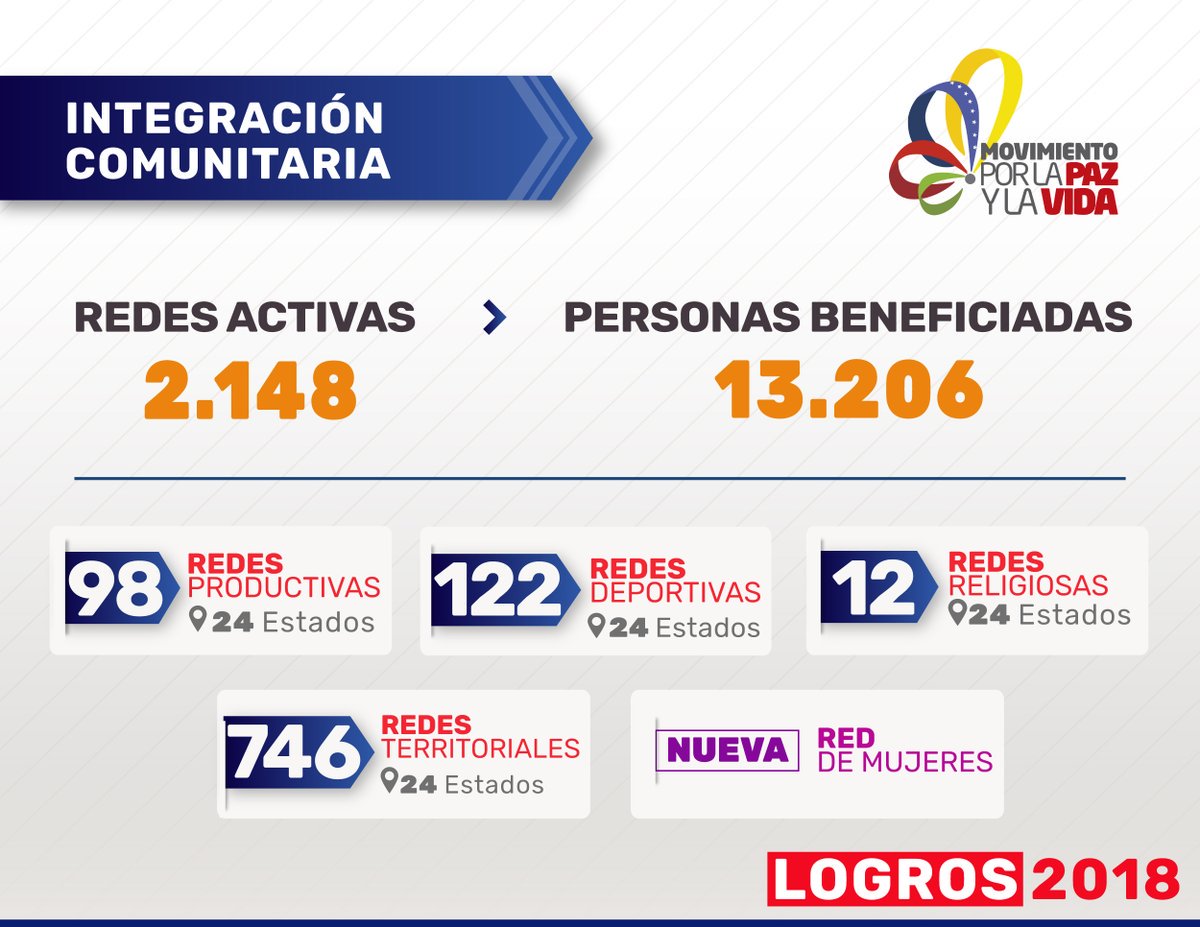 INTEGRACIÓN
COMUNITARIA
MOVIMIENTO
POR LA PAZ
Y LA VIDA
REDES ACTIVAS
2.148
PERSONAS BENEFICIADAS
13.206
98
REDES
PRODUCTIVAS
24 Estados
122
REDES
DEPORTIVAS
24 Estados
12
REDES
RELIGIOSAS
24 Estados
746
REDES
TERRITORIALES
24 Estados
NUEVA
RED
DE MUJERES
LOGROS 2018